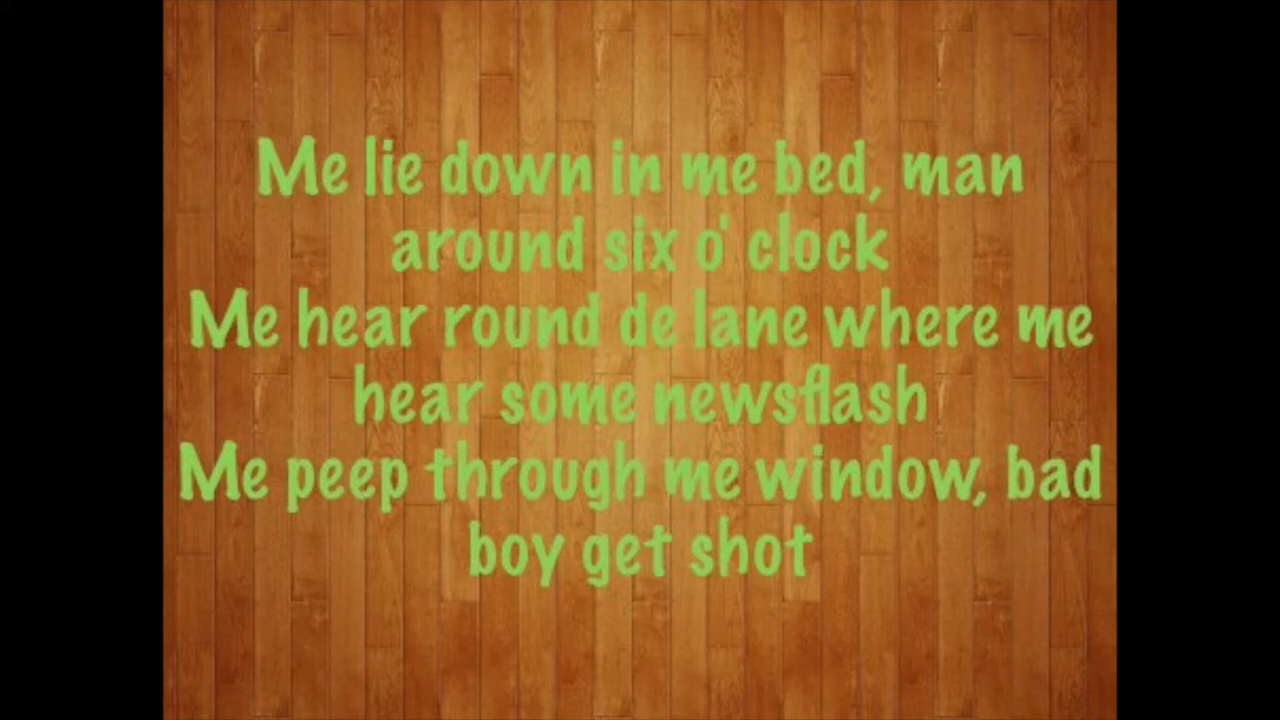 Me lie down in me bed, man
around six o' clock
Me hear round de lane where me
hear some newsflash
Me peep through me window, bad
boy get shot